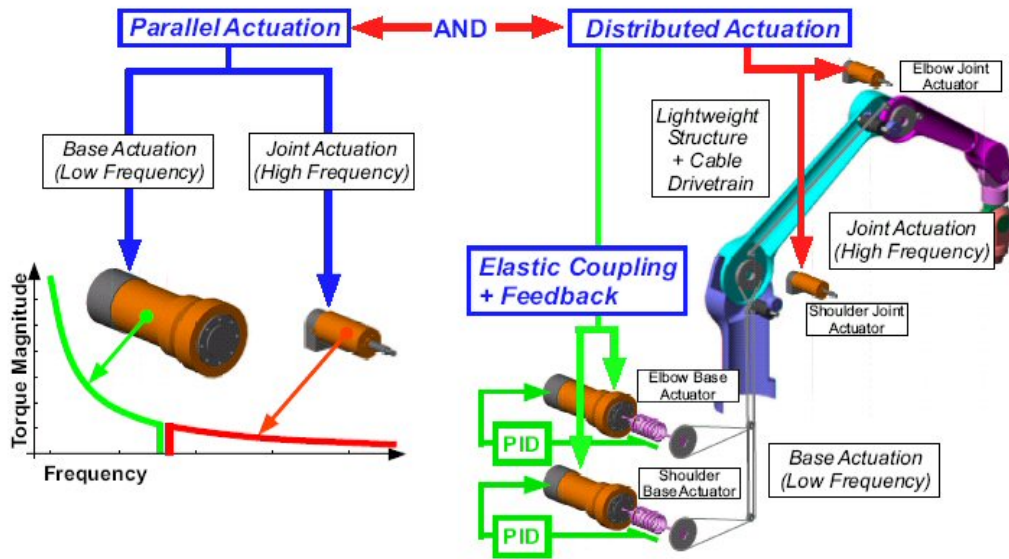 Parallel Actuation
AND
Distributed Actuation
Base Actuation
(Low Frequency)
Joint Actuation
(High Frequency)
Torque Magnitude
Frequency
Elbow Joint
Actuator
Lightweight
Structure
+ Cable
Drivetrain
Joint Actuation
(High Frequency)
Elastic Coupling
+ Feedback
Shoulder Joint
Actuator
Elbow Base
Actuator
PID
Shoulder
Base Actuator
PID
Base Actuation
(Low Frequency)